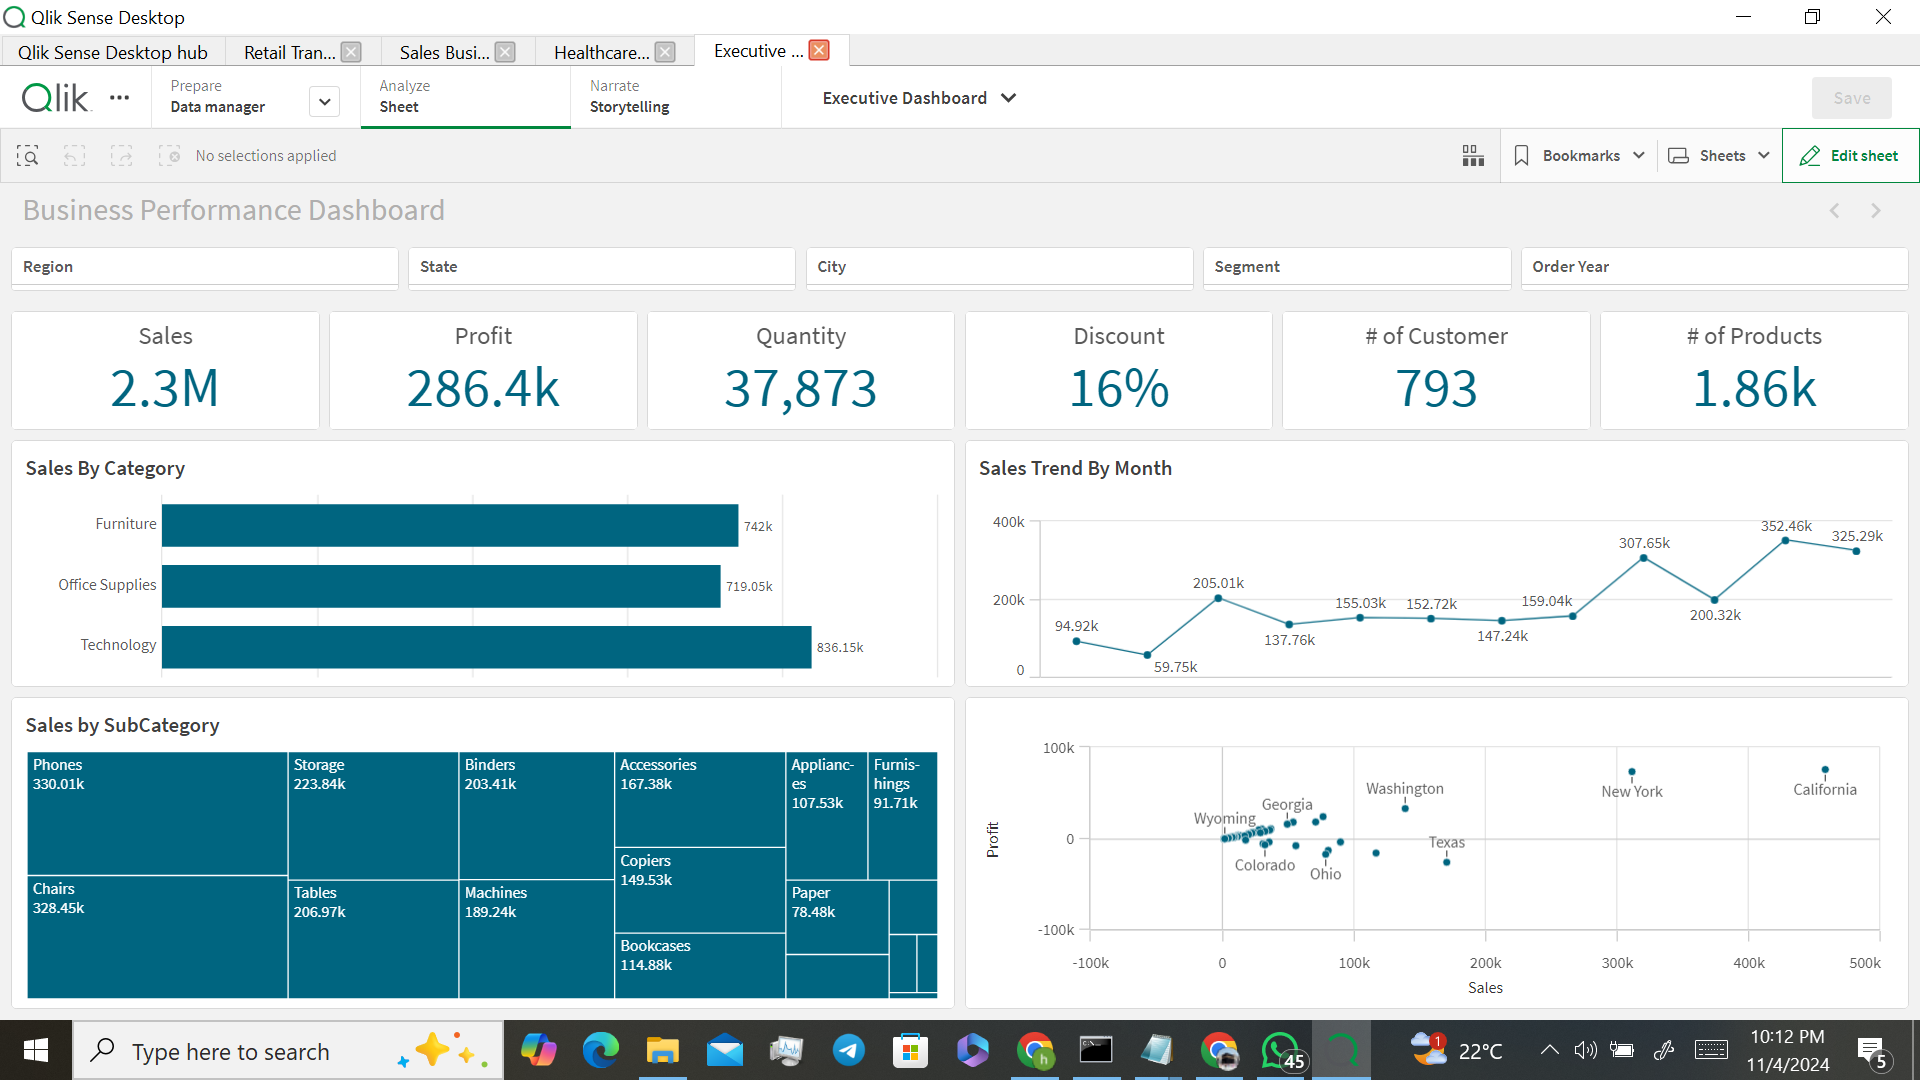 Qlik Sense Desktop
Qlik Sense Desktop hub
Retail Tran...
Sales Busi...
Healthcare...
Executive ...
Qlik
Prepare
Data manager
Analyze
Sheet
Narrate
Storytelling
Executive Dashboard
Save
No selections applied
Bookmarks
Sheets
Edit sheet
Business Performance Dashboard
Region
State
City
Segment
Order Year
Sales
2.3M
Profit
286.4k
Quantity
37,873
Discount
16%
# of Customer
793
# of Products
1.86k
Sales By Category
Furniture
742k
Office Supplies
719.05k
Technology
836.15k
Sales Trend By Month
400k
200k
0
94.92k
59.75k
205.01k
137.76k
155.03k
152.72k
147.24k
159.04k
307.65k
200.32k
352.46k
325.29k
Sales by SubCategory
Phones
330.01k
Chairs
328.45k
Storage
223.84k
Tables
206.97k
Binders
203.41k
Machines
189.24k
Accessories
167.38k
Copiers
149.53k
Bookcases
114.88k
Applianc-
es
107.53k
Furnis-
hings
91.71k
Paper
78.48k
Profit
100k
0
-100k
Wyoming
Georgia
Colorado
Ohio
Washington
Texas
New York
California
-100k
0
100k
200k
300k
400k
500k
Sales
Type here to search
h
45
1
22°C
10:12 PM
11/4/2024
5